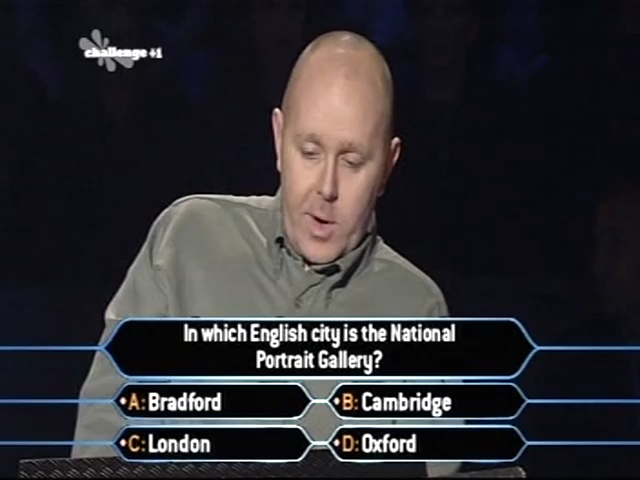 challenge +1
In which English city is the National
Portrait Gallery?
A: Bradford
B: Cambridge
C: London
D: Oxford